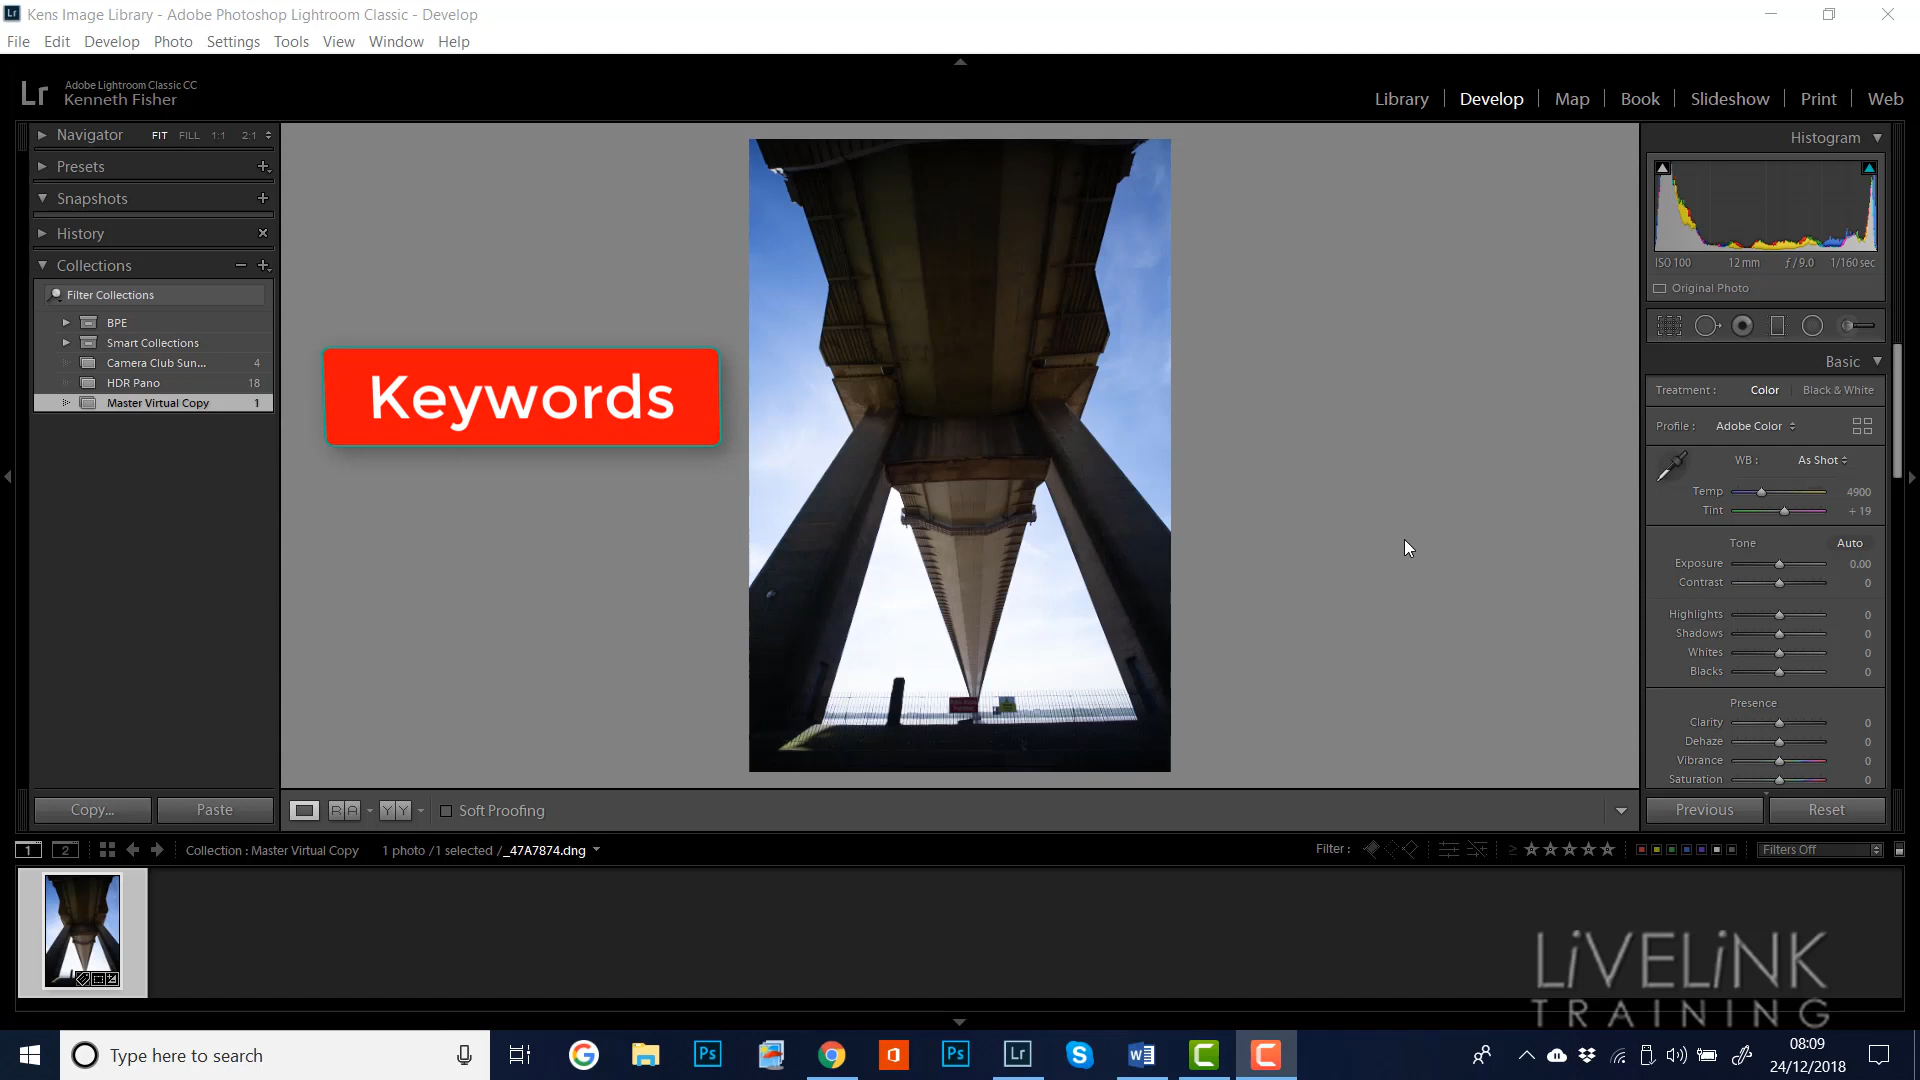 Lr Kens Image Library - Adobe Photoshop Lightroom Classic - Develop
File Edit Develop Photo Settings Tools View Window Help
Lr Adobe Lightroom Classic CC
Kenneth Fisher
Library Develop Map Book Slideshow Print Web
Navigator FIT FILL 1:1 2:1
Presets
Snapshots
History
Collections
Filter Collections
BPE
Smart Collections
Camera Club Sun... 4
HDR Pano 18
Master Virtual Copy 1
Copy... Paste
Keywords
R A Y Y Soft Proofing
Histogram
ISO 100 12 mm ƒ / 9.0 1/160 sec
Original Photo
Basic
Treatment : Color Black & White
Profile : Adobe Color
WB : As Shot
Temp 4900
Tint + 19
Tone Auto
Exposure 0.00
Contrast 0
Highlights 0
Shadows 0
Whites 0
Blacks 0
Presence
Clarity 0
Dehaze 0
Vibrance 0
Saturation 0
Previous Reset
1 2 Collection : Master Virtual Copy 1 photo / 1 selected / _47A7874.dng Filter : ≥ Filters Off
LiVELiNK
TRAINING
Type here to search
Ps Ps Lr
08:09
24/12/2018